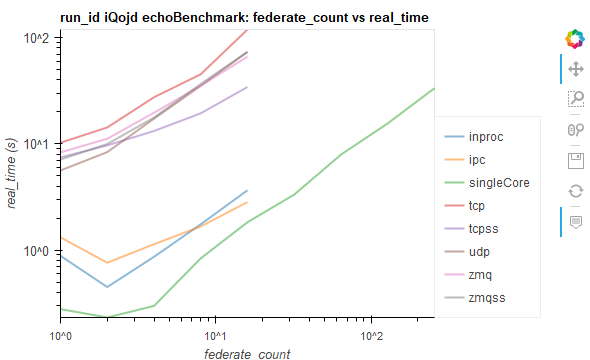 run_id iQojd echoBenchmark: federate_count vs real_time
10^2
10^1
10^0
real_time (s)
10^0
10^1
10^2
federate_count
inproc
ipc
singleCore
tcp
tcpss
udp
zmq
zmqss